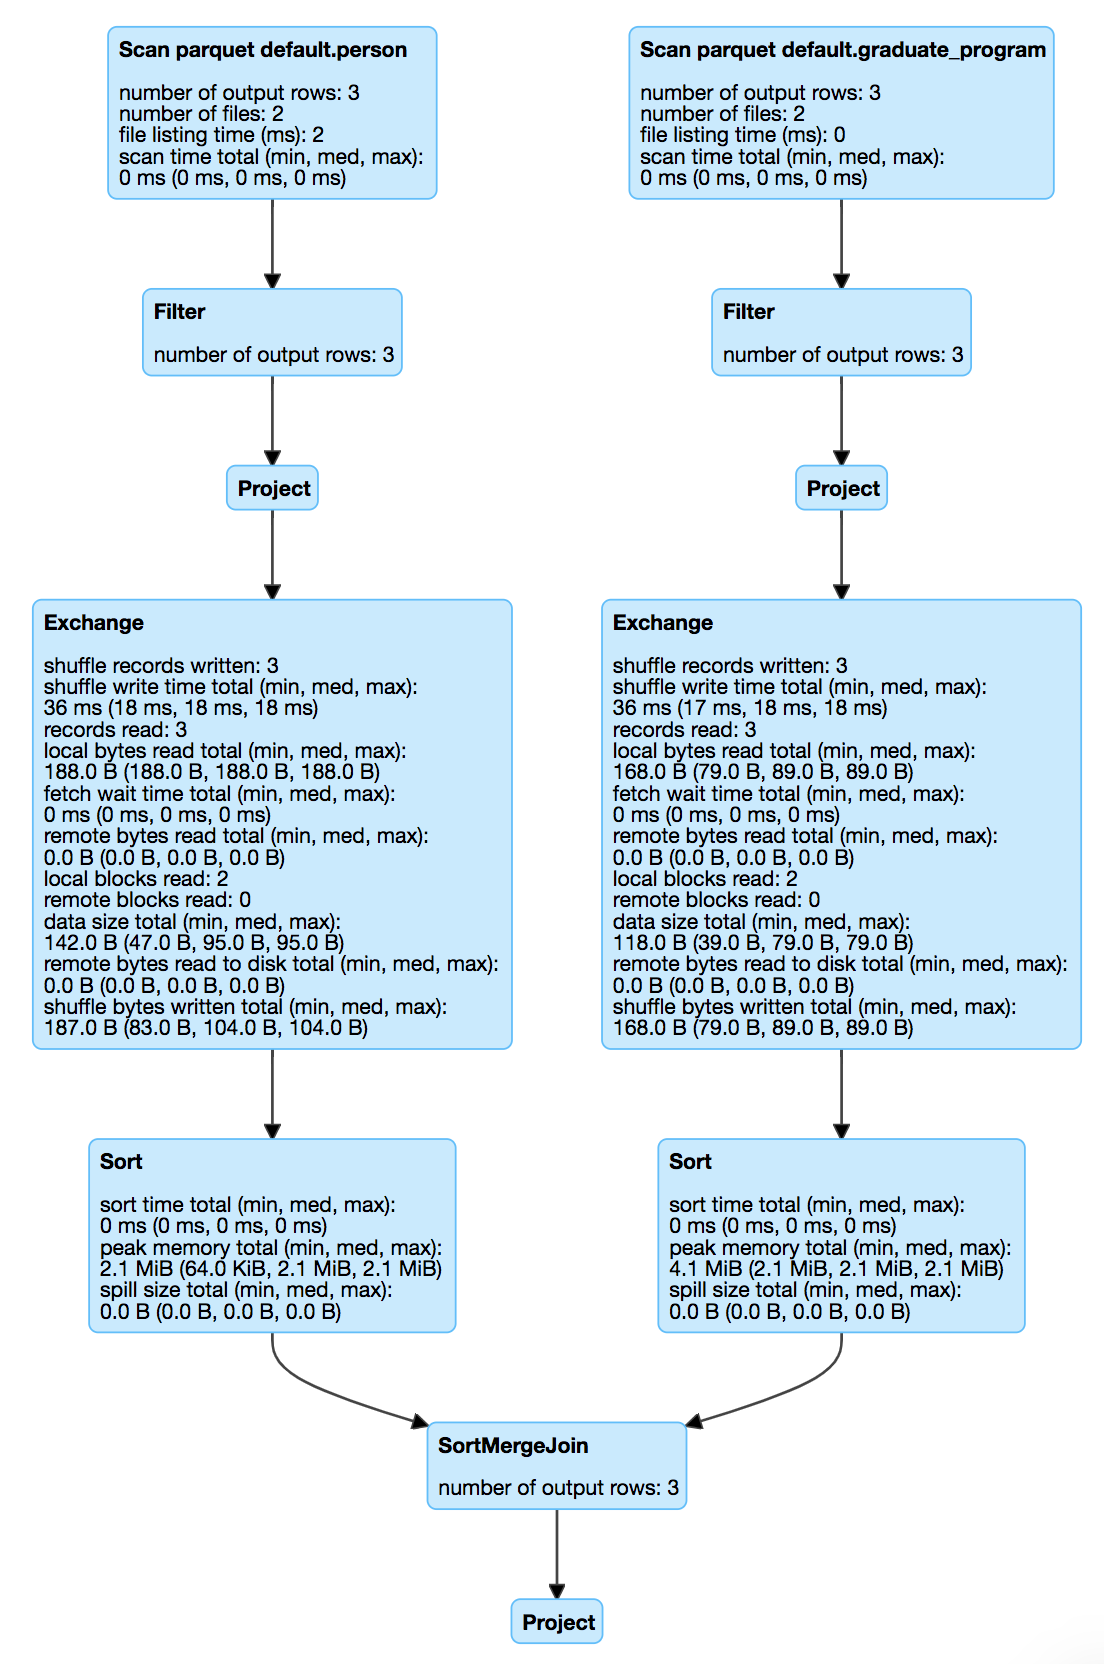 Scan parquet default.person
number of output rows: 3
number of files: 2
file listing time (ms): 2
scan time total (min, med, max):
0 ms (0 ms, 0 ms, 0 ms)
Scan parquet default.graduate_program
number of output rows: 3
number of files: 2
file listing time (ms): 0
scan time total (min, med, max):
0 ms (0 ms, 0 ms, 0 ms)
Filter
number of output rows: 3
Filter
number of output rows: 3
Project
Project
Exchange
shuffle records written: 3
shuffle write time total (min, med, max):
36 ms (18 ms, 18 ms, 18 ms)
records read: 3
local bytes read total (min, med, max):
188.0 B (188.0 B, 188.0 B, 188.0 B)
fetch wait time total (min, med, max):
0 ms (0 ms, 0 ms, 0 ms)
remote bytes read total (min, med, max):
0.0 B (0.0 B, 0.0 B, 0.0 B)
local blocks read: 2
remote blocks read: 0
data size total (min, med, max):
142.0 B (47.0 B, 95.0 B, 95.0 B)
remote bytes read to disk total (min, med, max):
0.0 B (0.0 B, 0.0 B, 0.0 B)
shuffle bytes written total (min, med, max):
187.0 B (83.0 B, 104.0 B, 104.0 B)
Exchange
shuffle records written: 3
shuffle write time total (min, med, max):
36 ms (17 ms, 18 ms, 18 ms)
records read: 3
local bytes read total (min, med, max):
168.0 B (79.0 B, 89.0 B, 89.0 B)
fetch wait time total (min, med, max):
0 ms (0 ms, 0 ms, 0 ms)
remote bytes read total (min, med, max):
0.0 B (0.0 B, 0.0 B, 0.0 B)
local blocks read: 2
remote blocks read: 0
data size total (min, med, max):
118.0 B (39.0 B, 79.0 B, 79.0 B)
remote bytes read to disk total (min, med, max):
0.0 B (0.0 B, 0.0 B, 0.0 B)
shuffle bytes written total (min, med, max):
168.0 B (79.0 B, 89.0 B, 89.0 B)
Sort
sort time total (min, med, max):
0 ms (0 ms, 0 ms, 0 ms)
peak memory total (min, med, max):
2.1 MiB (64.0 KiB, 2.1 MiB, 2.1 MiB)
spill size total (min, med, max):
0.0 B (0.0 B, 0.0 B, 0.0 B)
Sort
sort time total (min, med, max):
0 ms (0 ms, 0 ms, 0 ms)
peak memory total (min, med, max):
4.1 MiB (2.1 MiB, 2.1 MiB, 2.1 MiB)
spill size total (min, med, max):
0.0 B (0.0 B, 0.0 B, 0.0 B)
SortMergeJoin
number of output rows: 3
Project